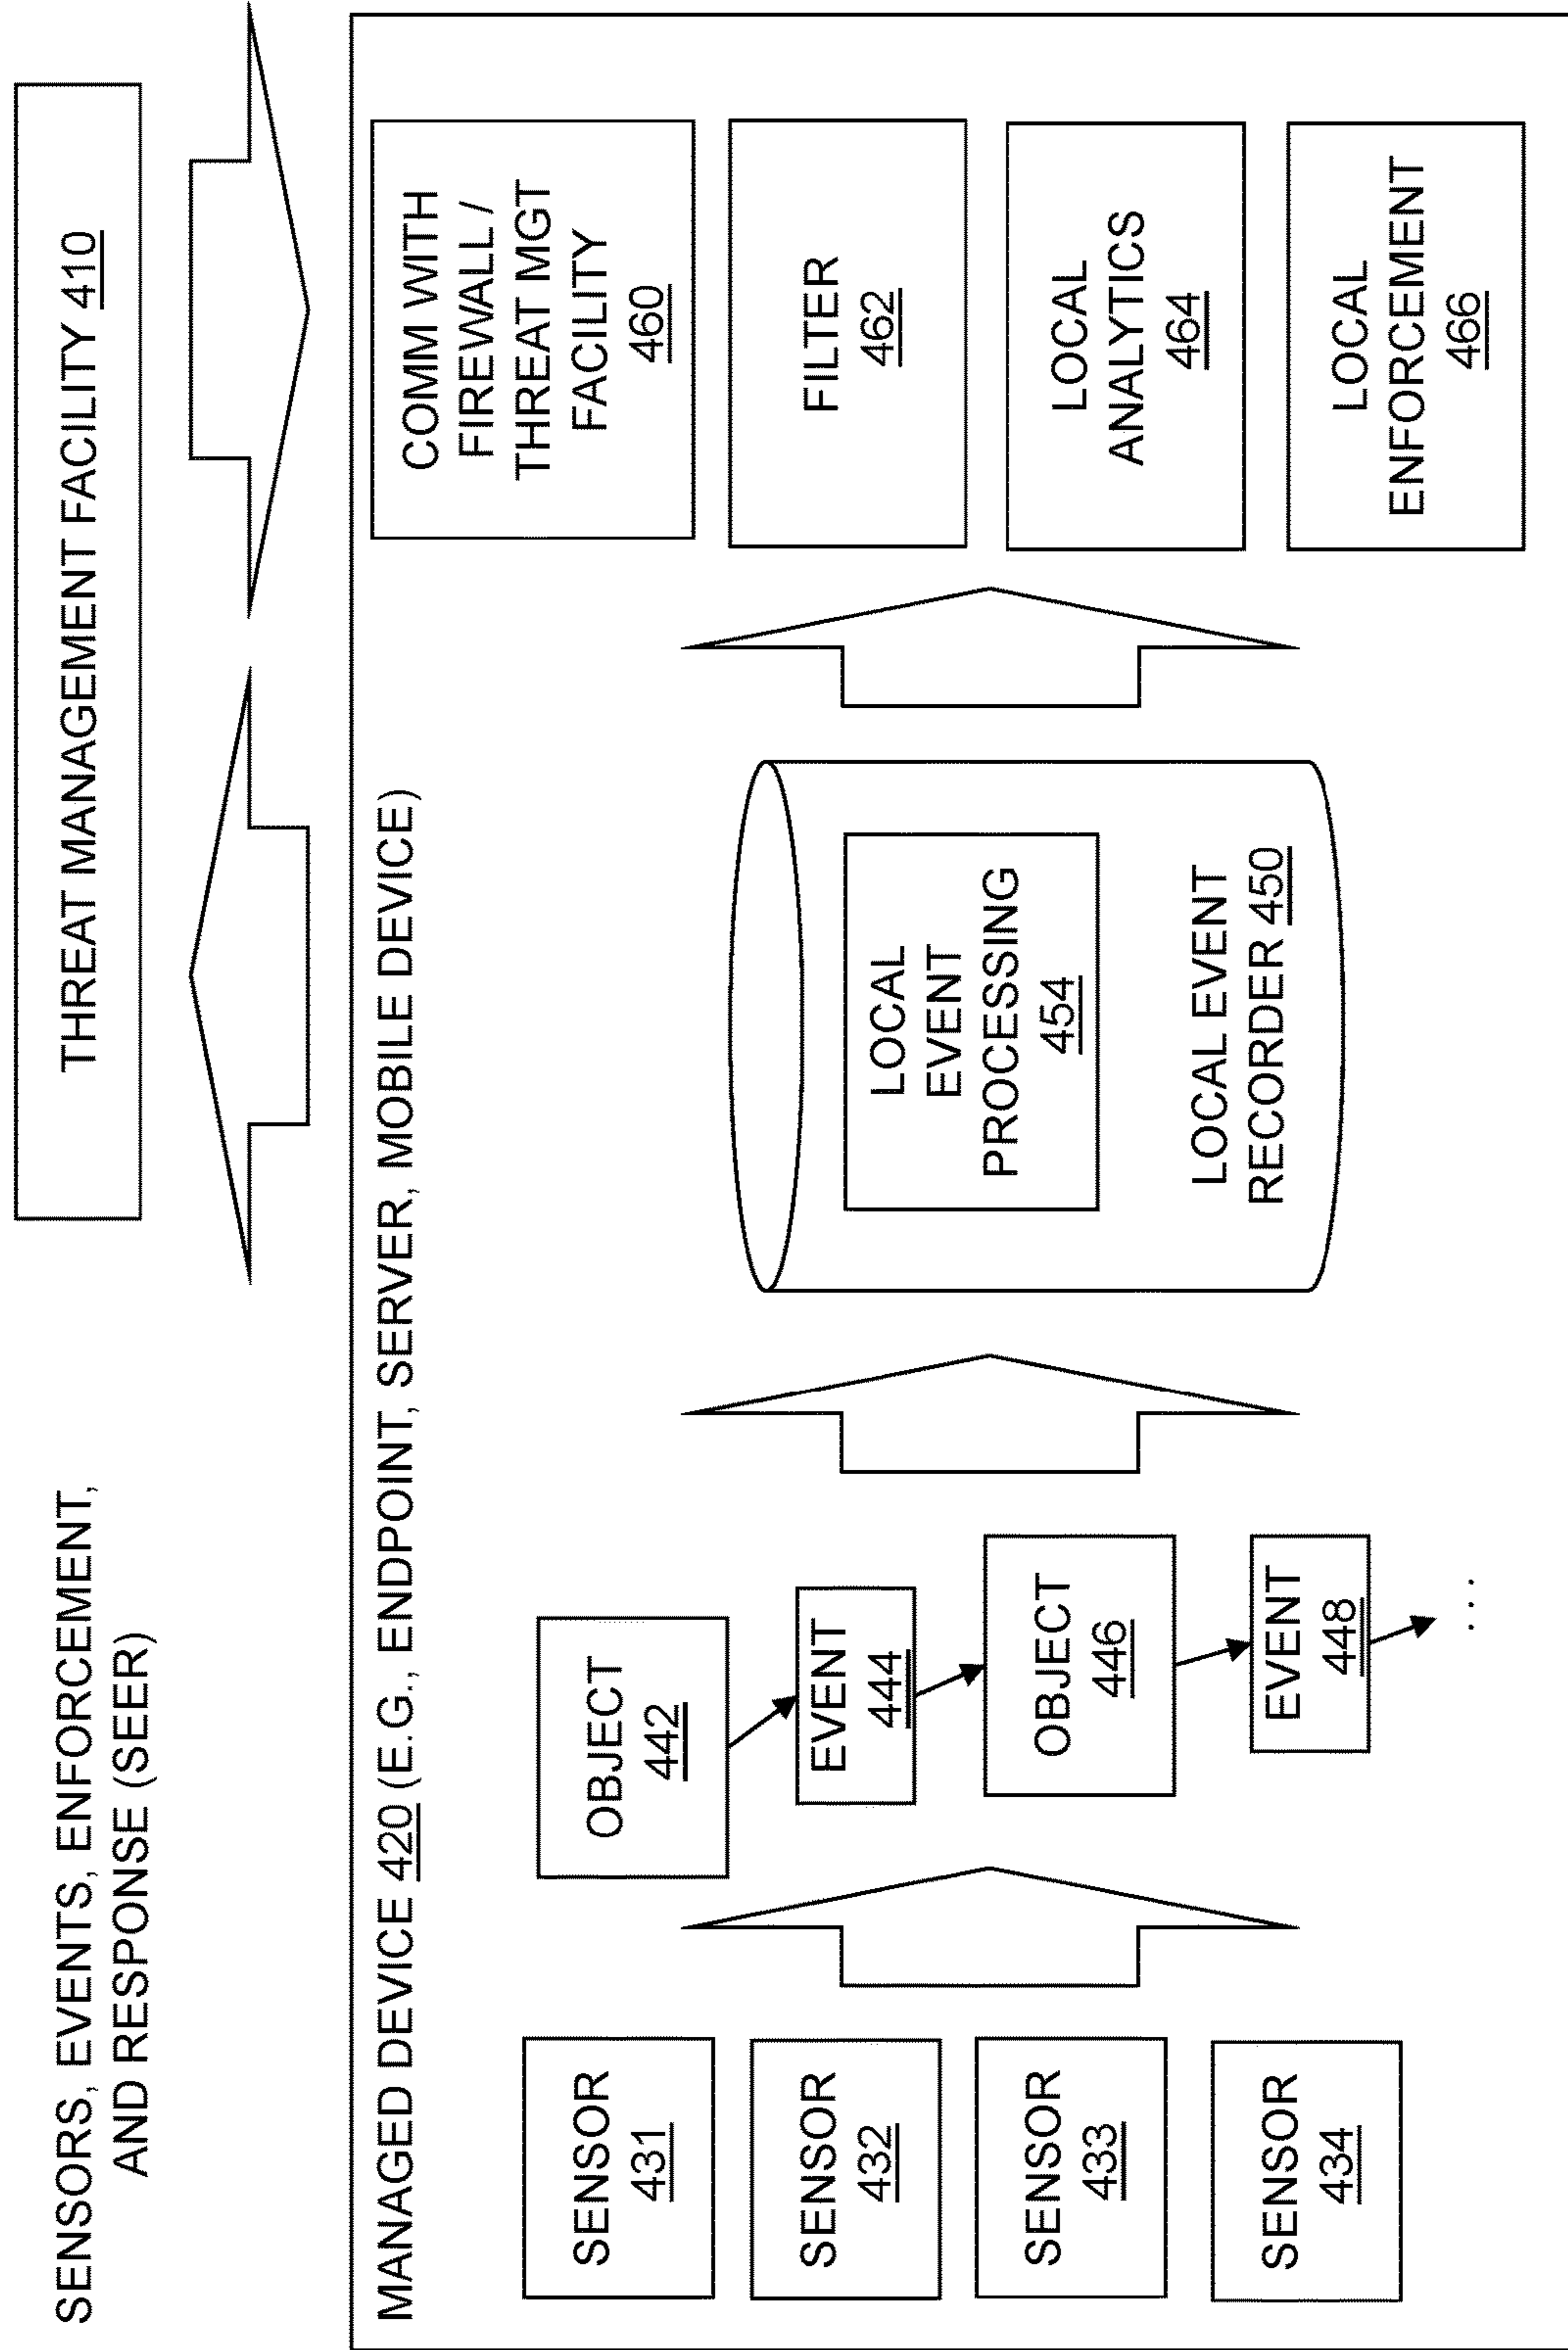 SENSORS, EVENTS, ENFORCEMENT,
AND RESPONSE (SEER)
THREAT MANAGEMENT FACILITY 410
MANAGED DEVICE 420 (E.G., ENDPOINT, SERVER, MOBILE DEVICE)
SENSOR
431
SENSOR
432
SENSOR
433
SENSOR
434
OBJECT
442
EVENT
444
OBJECT
446
EVENT
448
...
LOCAL
EVENT
PROCESSING
454
LOCAL EVENT
RECORDER 450
COMM WITH
FIREWALL /
THREAT MGT
FACILITY
460
FILTER
462
LOCAL
ANALYTICS
464
LOCAL
ENFORCEMENT
466